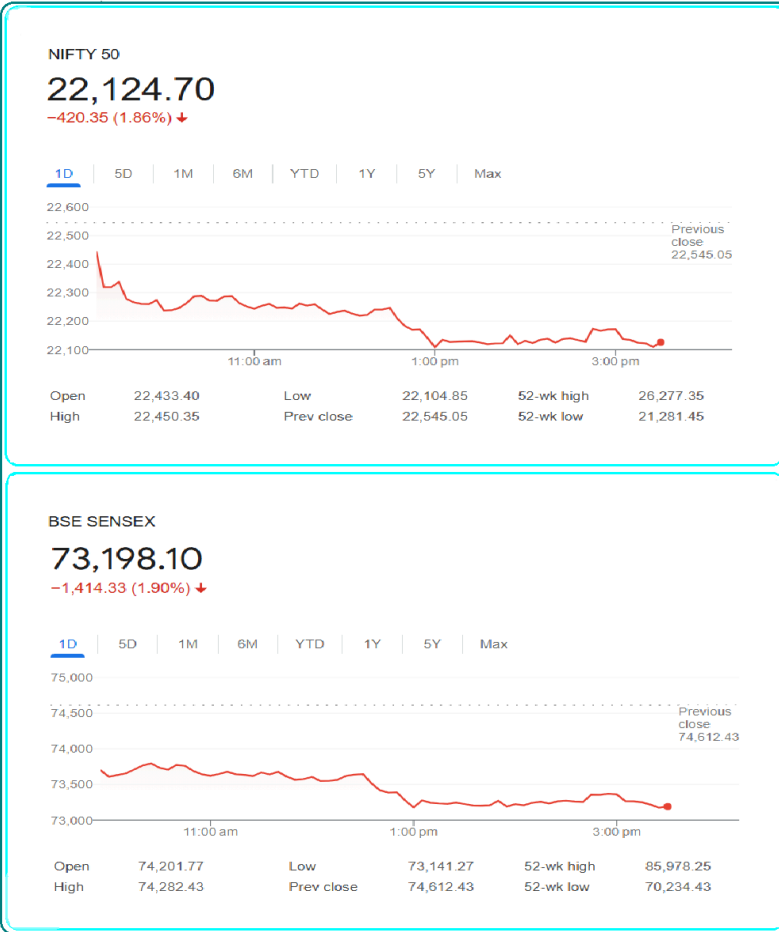 NIFTY 50
22,124.70
−420.35 (1.86%) ↓
1D 5D 1M 6M YTD 1Y 5Y Max
22,600
22,500
22,400
22,300
22,200
22,100
Previous
close
22,545.05
11:00 am 1:00 pm 3:00 pm
Open 22,433.40 Low 22,104.85 52-wk high 26,277.35
High 22,450.35 Prev close 22,545.05 52-wk low 21,281.45
BSE SENSEX
73,198.10
−1,414.33 (1.90%) ↓
1D 5D 1M 6M YTD 1Y 5Y Max
75,000
74,500
74,000
73,500
73,000
Previous
close
74,612.43
11:00 am 1:00 pm 3:00 pm
Open 74,201.77 Low 73,141.27 52-wk high 85,978.25
High 74,282.43 Prev close 74,612.43 52-wk low 70,234.43